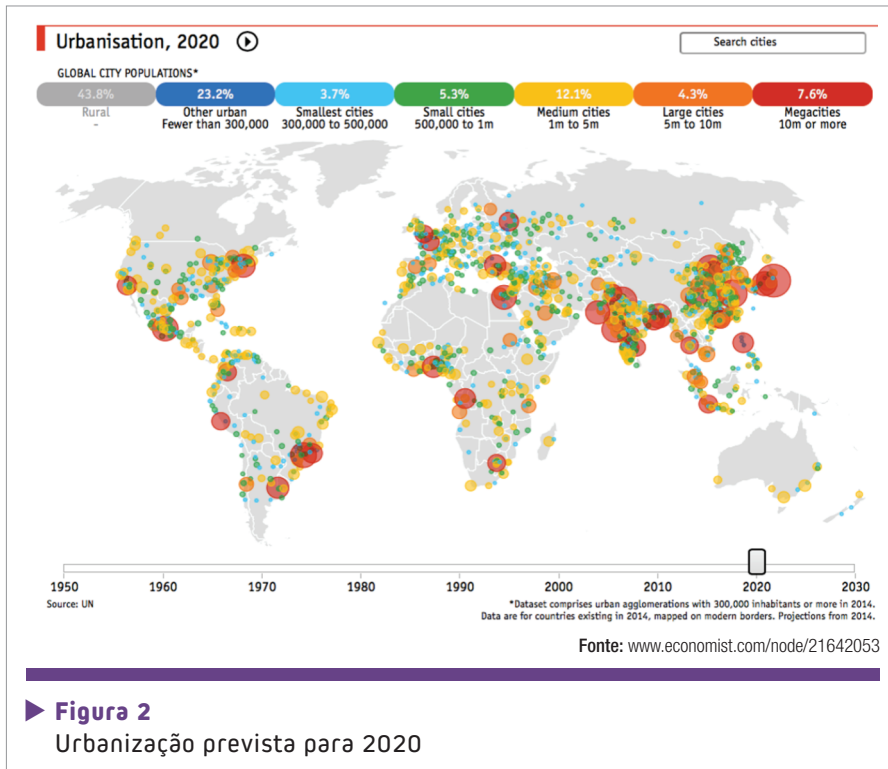 Urbanisation, 2020
Search cities
GLOBAL CITY POPULATIONS*
43.8% 23.2% 3.7% 5.3% 12.1% 4.3% 7.6%
Rural Other urban Smallest cities Small cities Medium cities Large cities Megacities
- Fewer than 300,000 300,000 to 500,000 500,000 to 1m 1m to 5m 5m to 10m 10m or more
1950 1960 1970 1980 1990 2000 2010 2020 2030
Source: UN
*Dataset comprises urban agglomerations with 300,000 inhabitants or more in 2014.
Data are for countries existing in 2014, mapped on modern borders. Projections from 2014.
Fonte: www.economist.com/node/21642053
Figura 2
Urbanização prevista para 2020